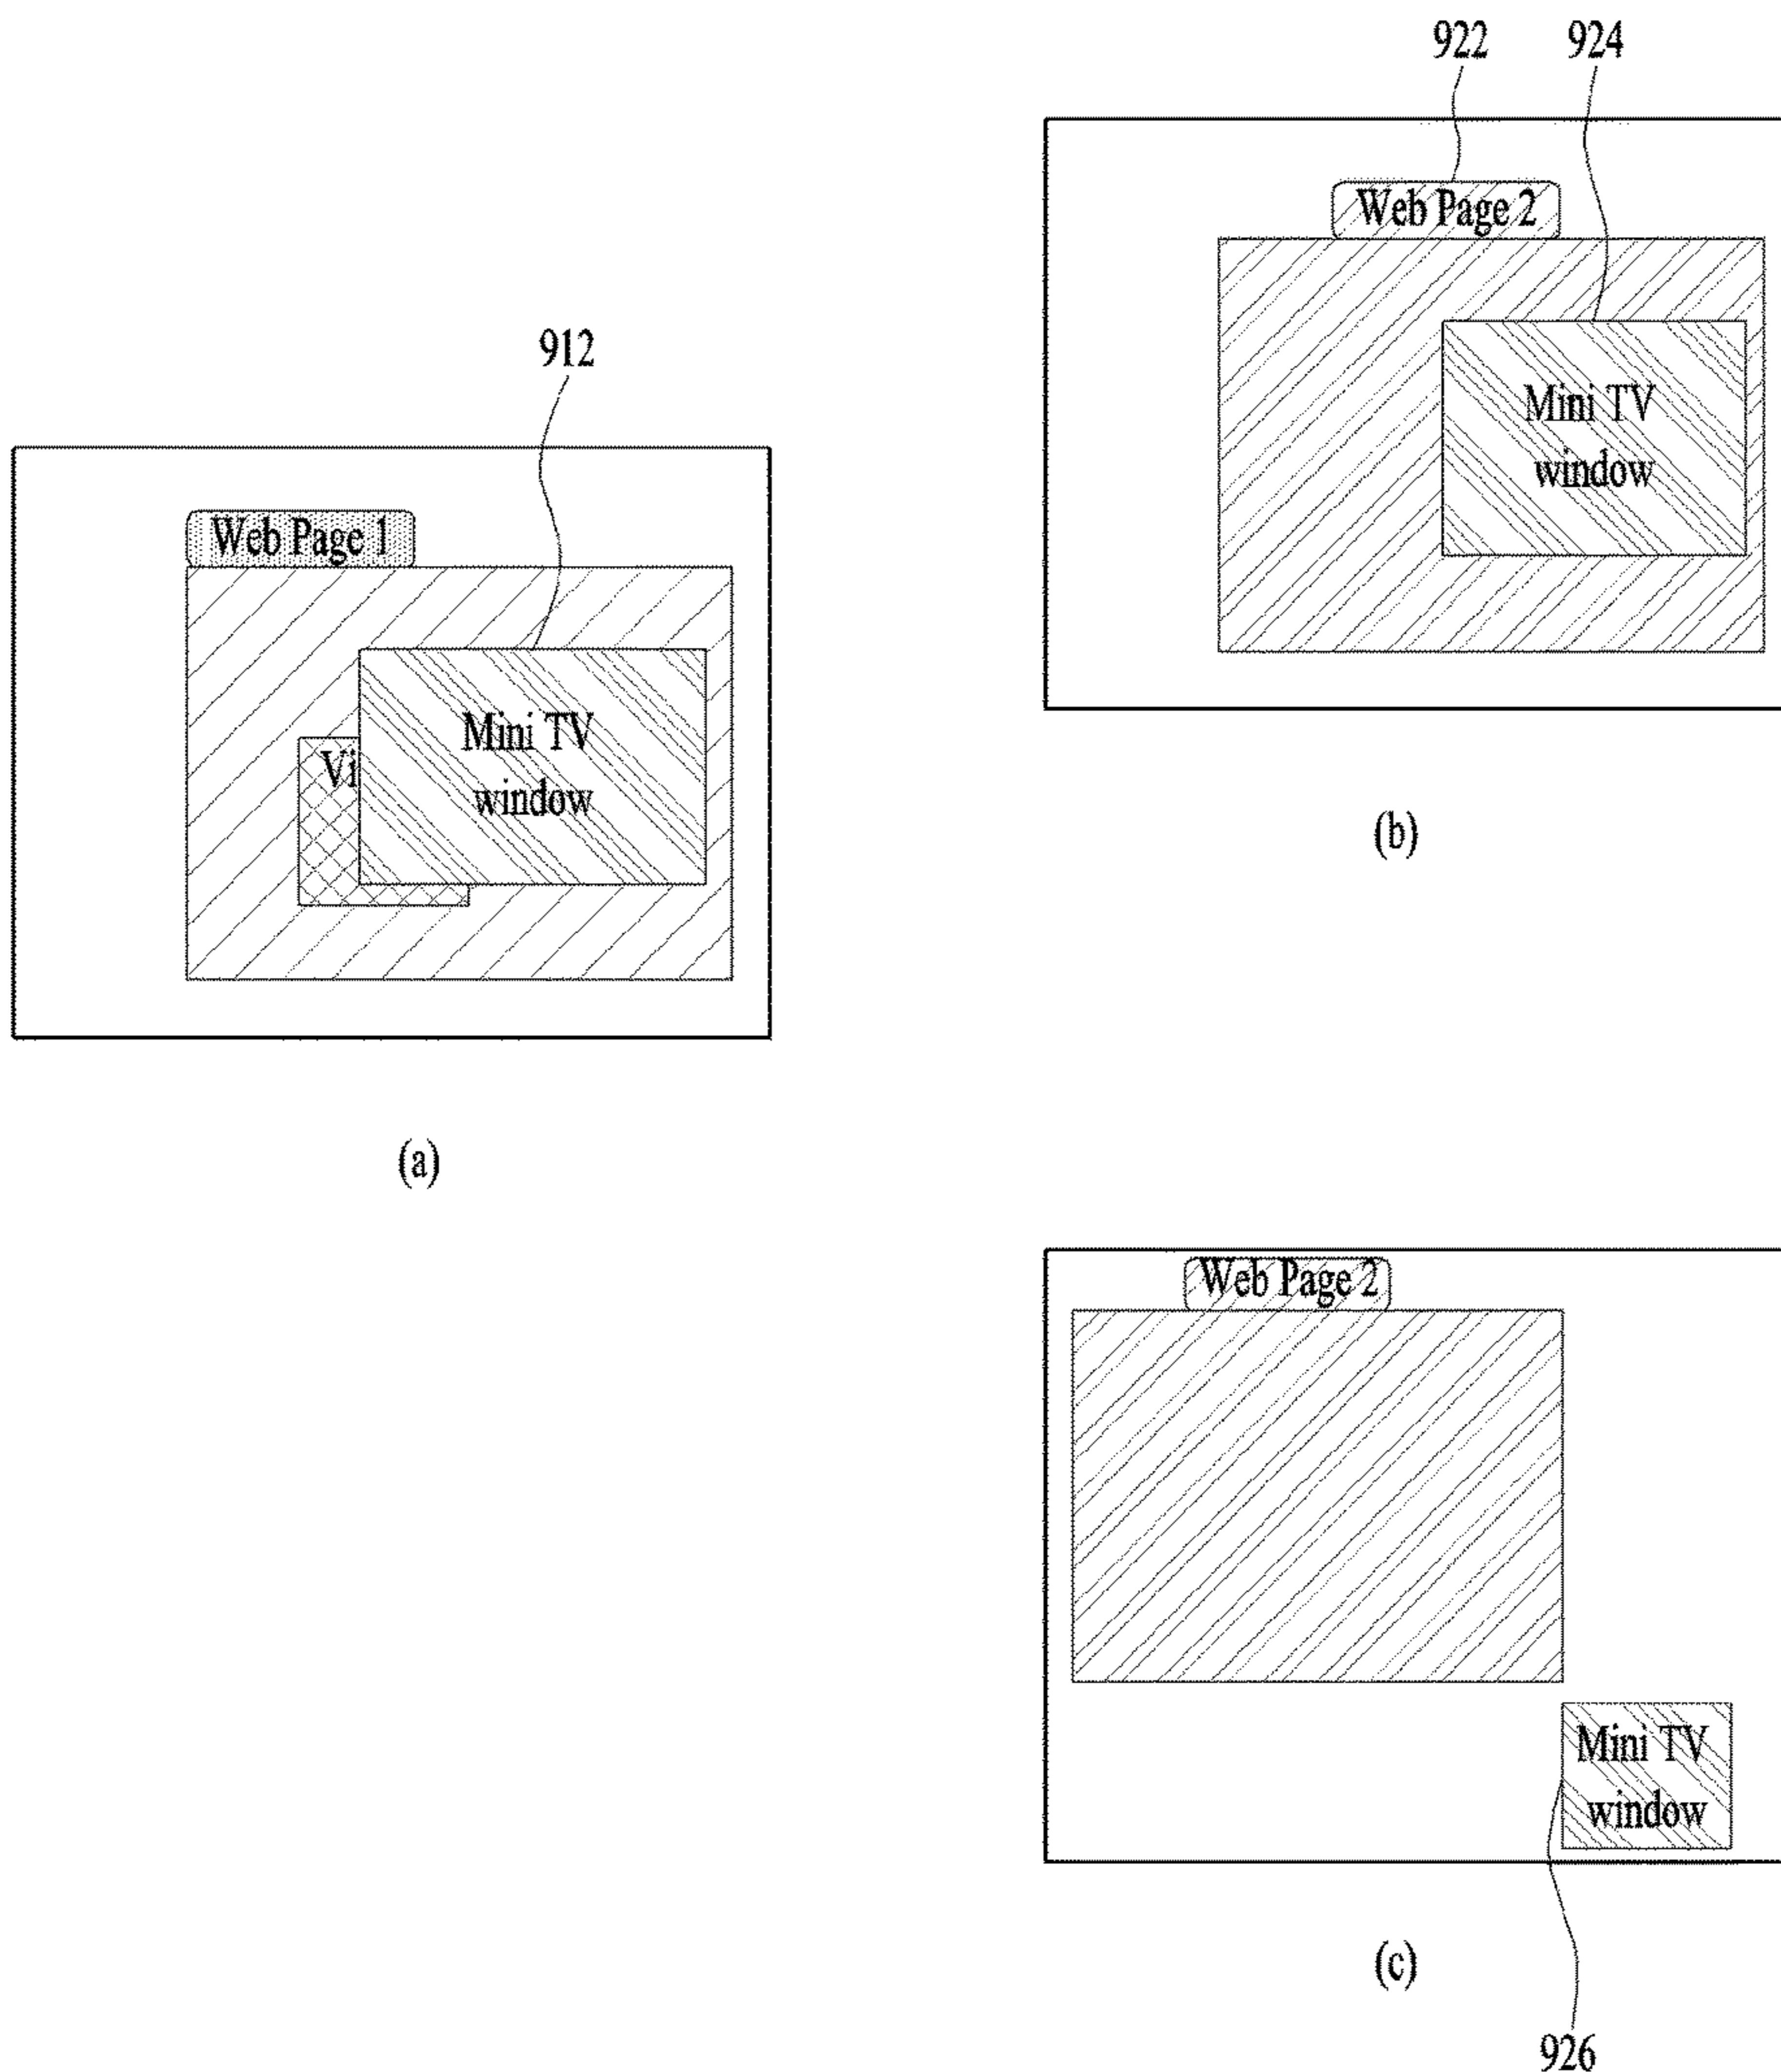 912
Web Page 1
Vi
Mini TV
window
(a)
922
924
Web Page 2
Mini TV
window
(b)
Web Page 2
Mini TV
window
(c)
926